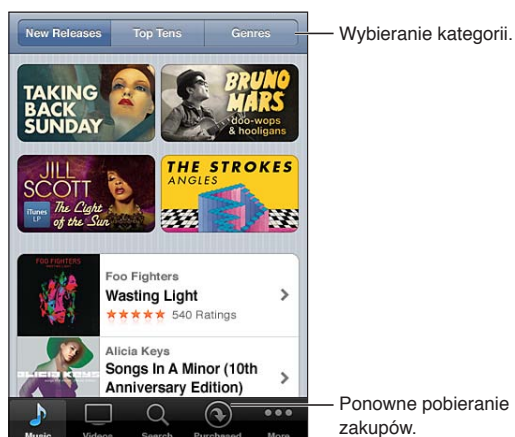 New Releases Top Tens Genres
Wybieranie kategorii.
TAKING
BACK
SUNDAY
BRUNO
MARS
doo-wops
& hooligans
JILL
SCOTT
iTunes
LP
The Light
of the Sun
THE STROKES
ANGLES
FOO FIGHTERS
Foo Fighters
Wasting Light
540 Ratings
Alicia Keys
Songs In A Minor (10th
Anniversary Edition)
Music Videos Search Purchased More
Ponowne pobieranie
zakupów.